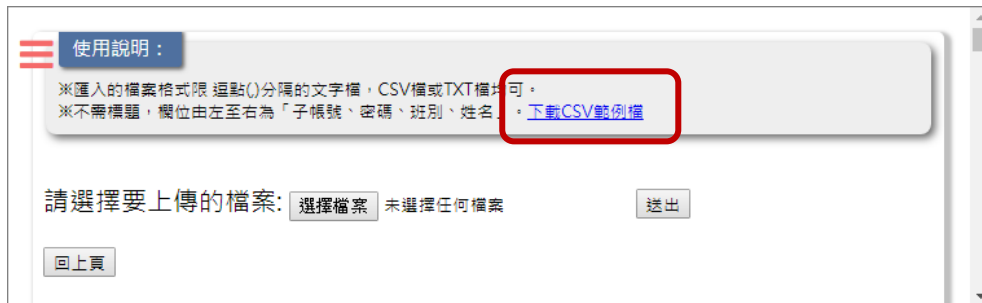 使用說明：
※匯入的檔案格式限 逗點()分隔的文字檔，CSV檔或TXT檔均可。
※不需標題，欄位由左至右為「子帳號、密碼、班別、姓名」。下載CSV範例檔
請選擇要上傳的檔案: 選擇檔案 未選擇任何檔案 送出
回上頁